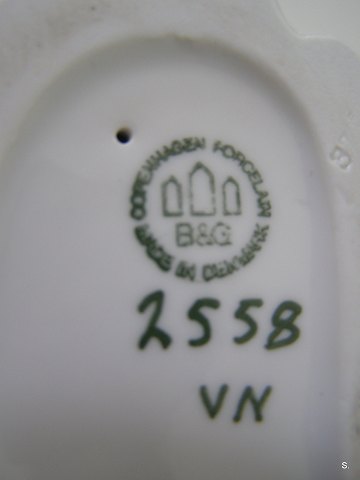 COPENHAGEN PORCELAIN
B&G
MADE IN DENMARK
2558
VN
S.